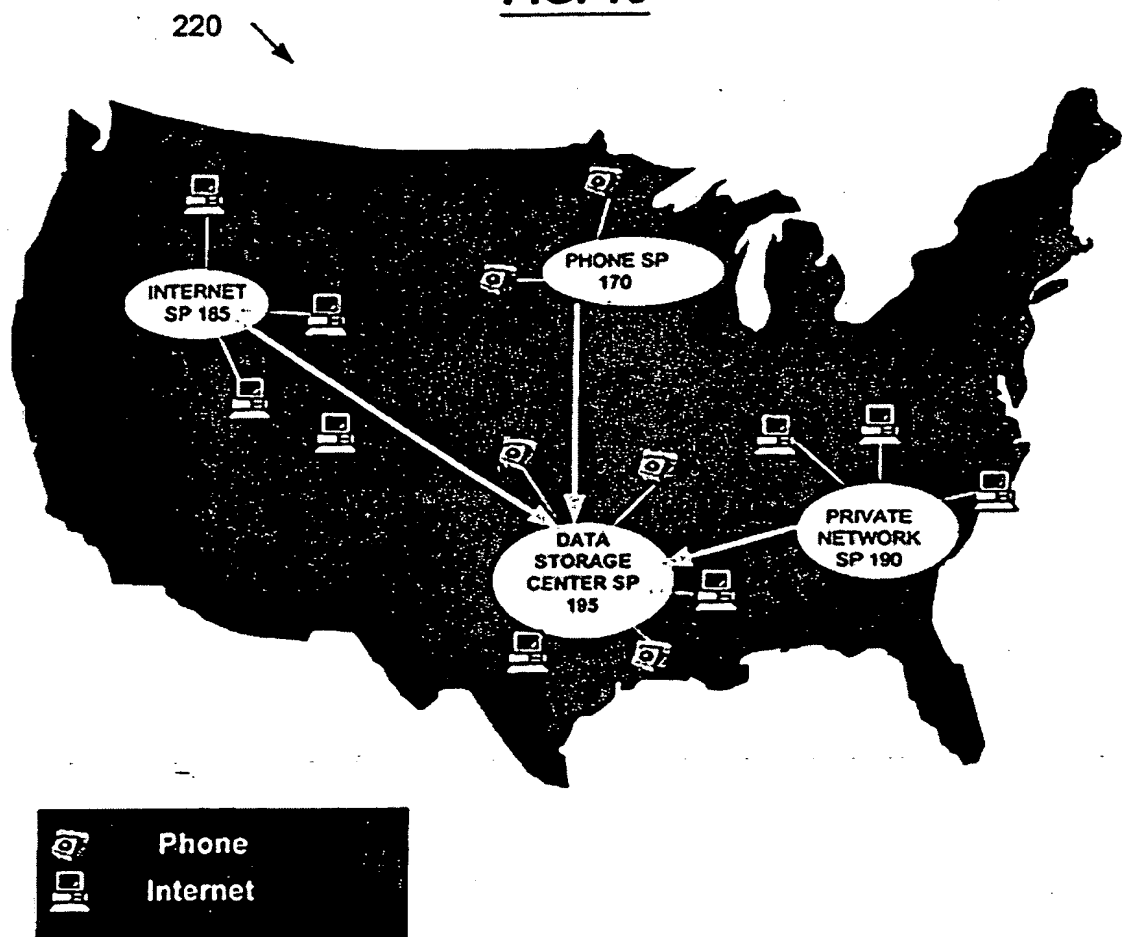 220
PHONE SP
170
INTERNET
SP 185
PRIVATE
NETWORK
SP 190
DATA
STORAGE
CENTER SP
195
Phone
Internet